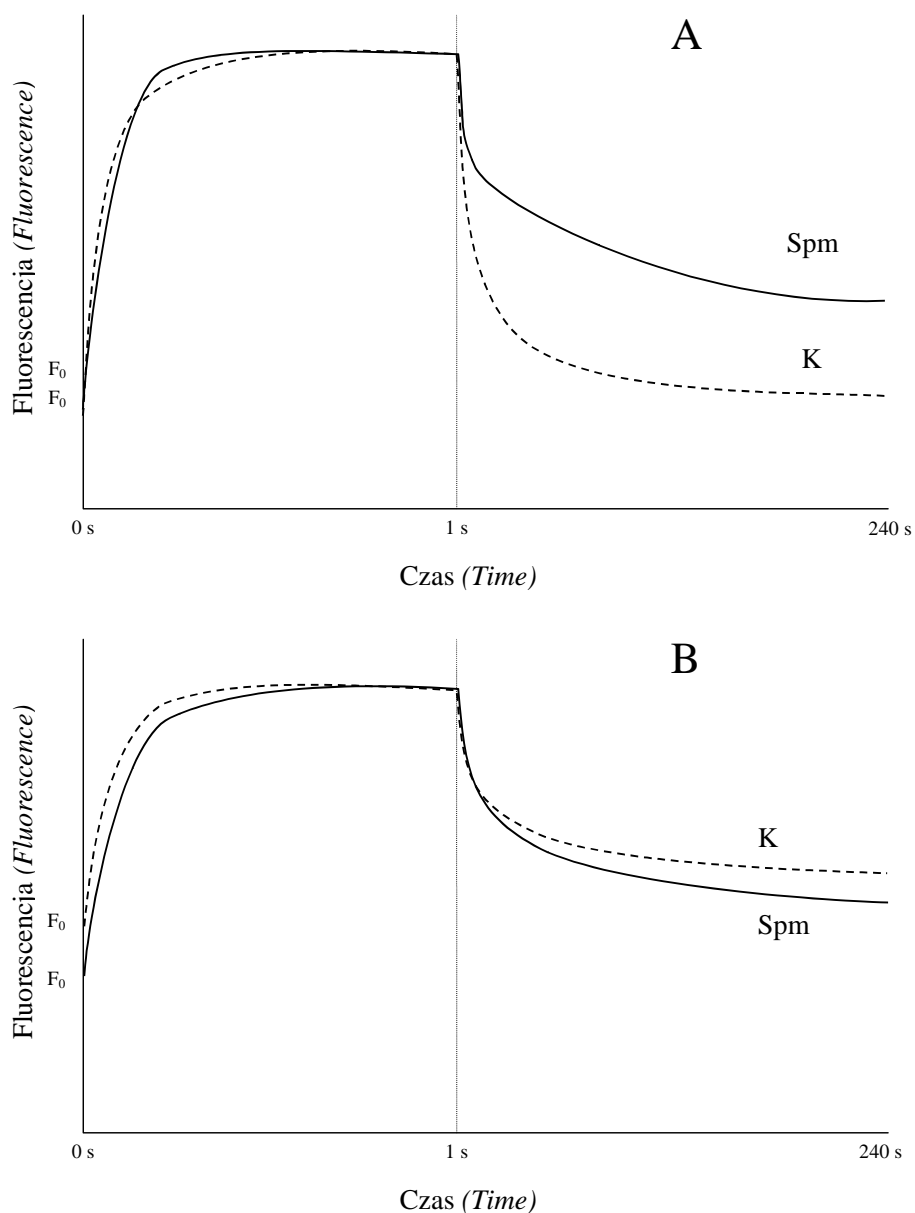 A
Fluorescencja (Fluorescence)
Spm
K
F₀
F₀
0 s 1 s 240 s
Czas (Time)
B
Fluorescencja (Fluorescence)
K
F₀
Spm
F₀
0 s 1 s 240 s
Czas (Time)